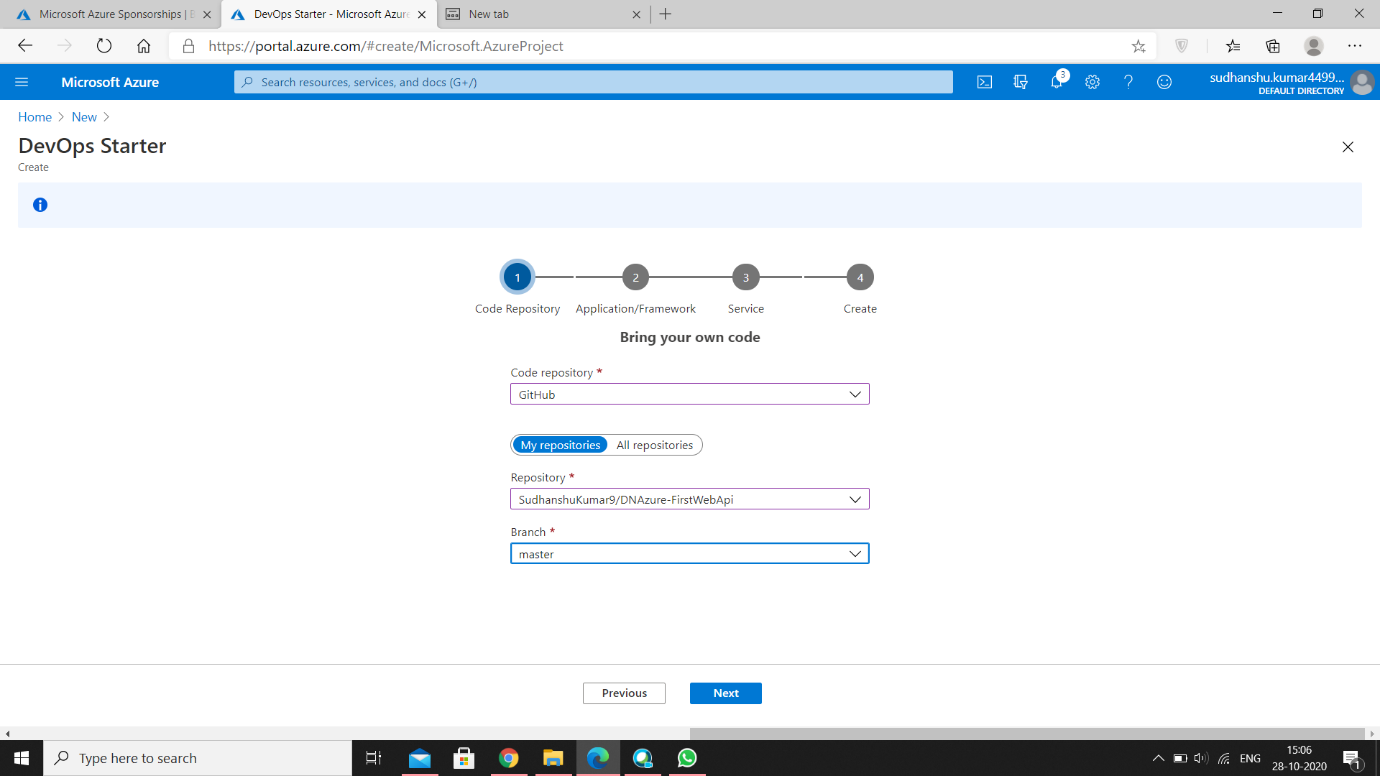 Microsoft Azure Sponsorships | E
DevOps Starter - Microsoft Azure
New tab
https://portal.azure.com/#create/Microsoft.AzureProject
Microsoft Azure
Search resources, services, and docs (G+/)
3
sudhanshu.kumar4499...
DEFAULT DIRECTORY
Home > New >
DevOps Starter
Create
1
2
3
4
Code Repository
Application/Framework
Service
Create
Bring your own code
Code repository *
GitHub
My repositories
All repositories
Repository *
SudhanshuKumar9/DNAzure-FirstWebApi
Branch *
master
Previous
Next
Type here to search
ENG
15:06
28-10-2020
1